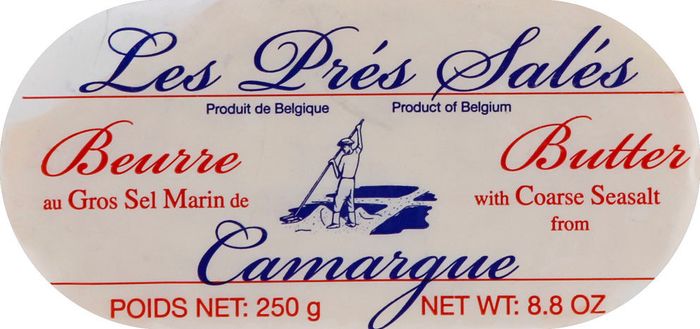 Les Prés Salés
Produit de Belgique
Product of Belgium
Beurre
au Gros Sel Marin de
Butter
with Coarse Seasalt
from
Camargue
POIDS NET: 250 g
NET WT: 8.8 OZ